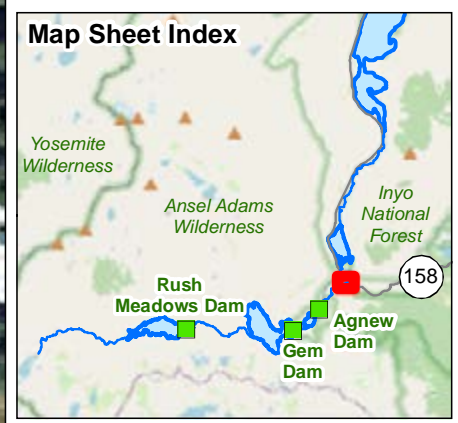 Map Sheet Index
Yosemite
Wilderness
Ansel Adams
Wilderness
Inyo
National
Forest
158
Rush
Meadows Dam
Agnew
Dam
Gem
Dam